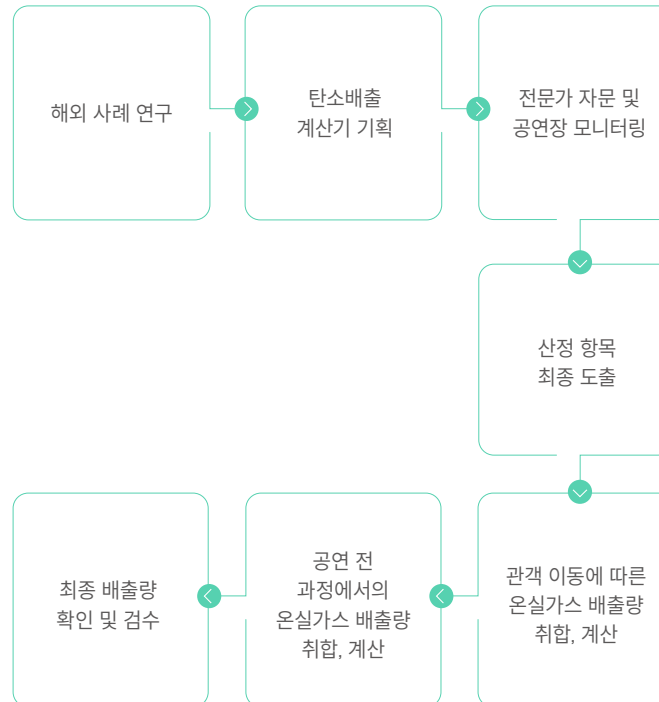 해외 사례 연구
탄소배출
계산기 기획
전문가 자문 및
공연장 모니터링
산정 항목
최종 도출
관객 이동에 따른
온실가스 배출량
취합, 계산
공연 전
과정에서의
온실가스 배출량
취합, 계산
최종 배출량
확인 및 검수